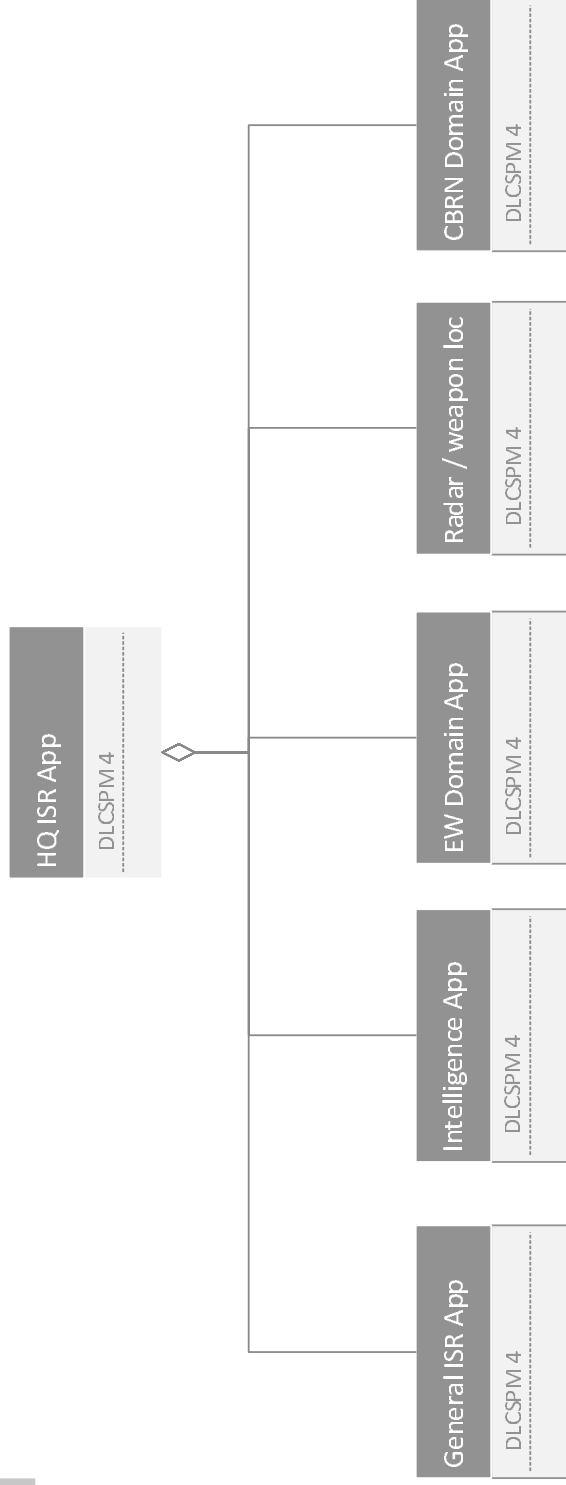 HQ ISR App
DLCSPM 4
General ISR App
DLCSPM 4
Intelligence App
DLCSPM 4
EW Domain App
DLCSPM 4
Radar / weapon loc
DLCSPM 4
CBRN Domain App
DLCSPM 4